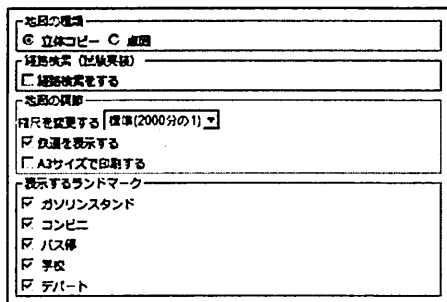 地図の種類
立体コピー 点図
経路検索(試験実装)
経路検索をする
地図の調節
縮尺を変更する 標準(2000分の1)
鉄道を表示する
A3サイズで印刷する
表示するランドマーク
ガソリンスタンド
コンビニ
バス停
学校
デパート